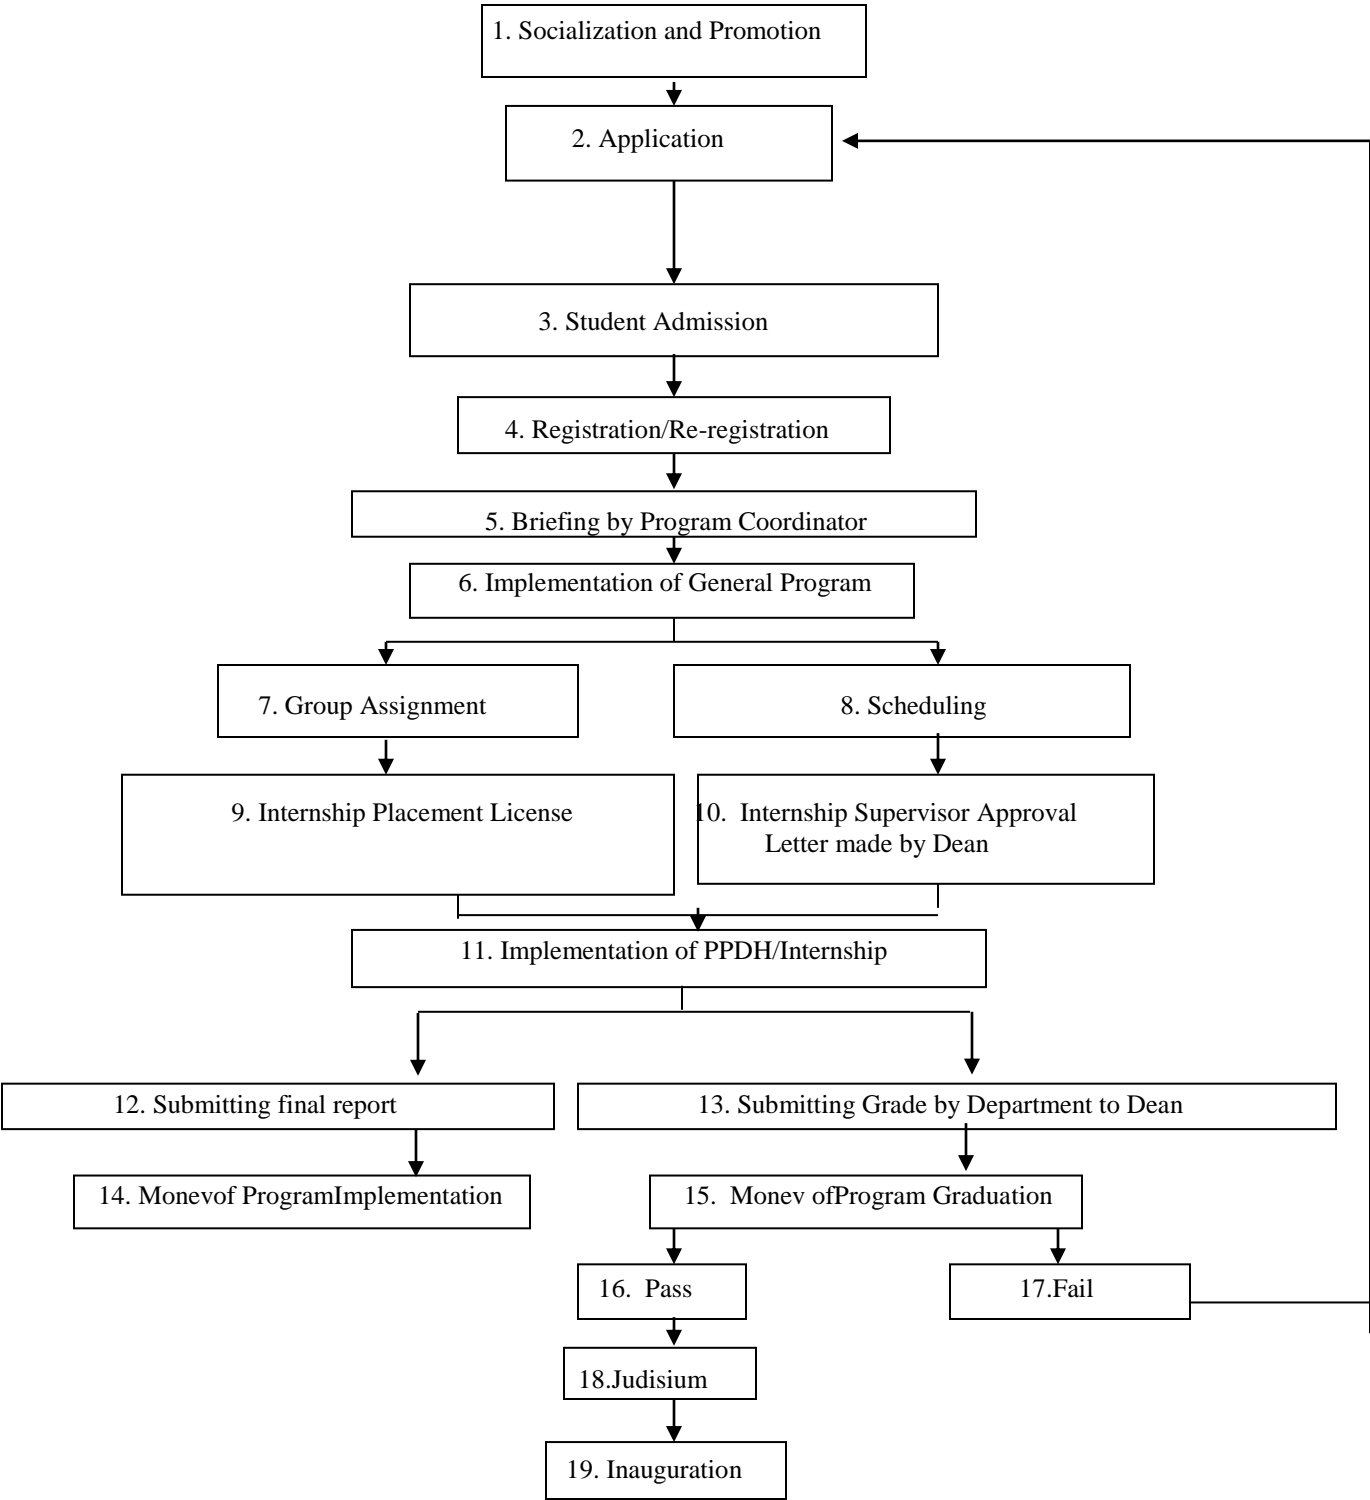 1. Socialization and Promotion
2. Application
3. Student Admission
4. Registration/Re-registration
5. Briefing by Program Coordinator
6. Implementation of General Program
7. Group Assignment
8. Scheduling
9. Internship Placement License
10. Internship Supervisor Approval
Letter made by Dean
11. Implementation of PPDH/Internship
12. Submitting final report
13. Submitting Grade by Department to Dean
14. Monevof ProgramImplementation
15. Monev ofProgram Graduation
16. Pass
17.Fail
18.Judisium
19. Inauguration